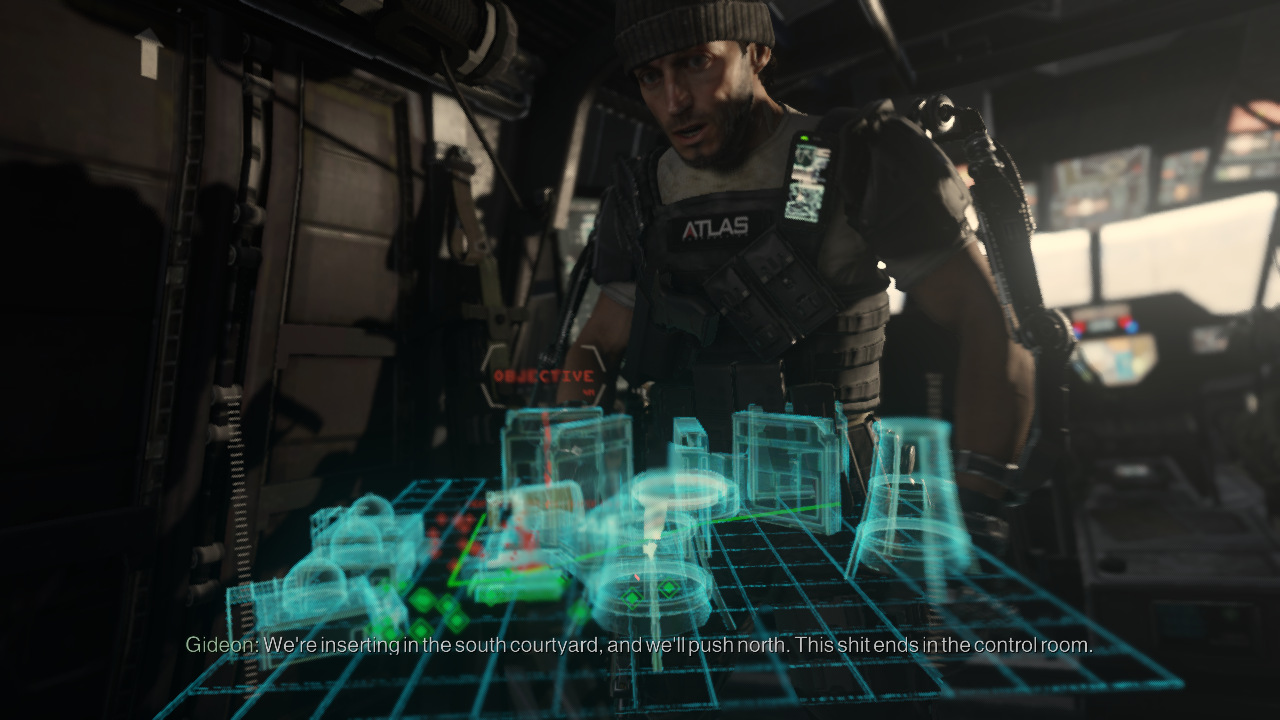 ATLAS
OBJECTIVE
Gideon: We're inserting in the south courtyard, and we'll push north. This shit ends in the control room.